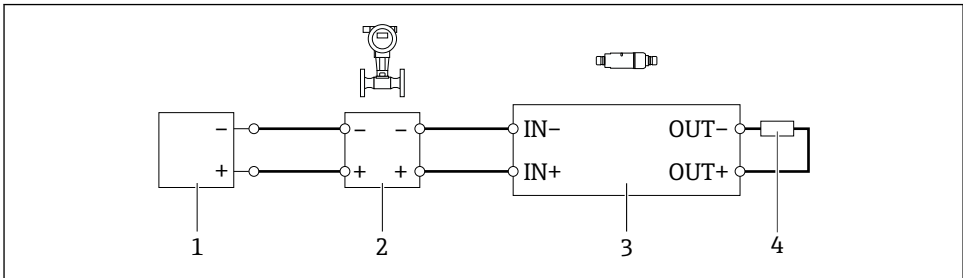 − − − IN− OUT−
+ + + IN+ OUT+
1 2 3 4